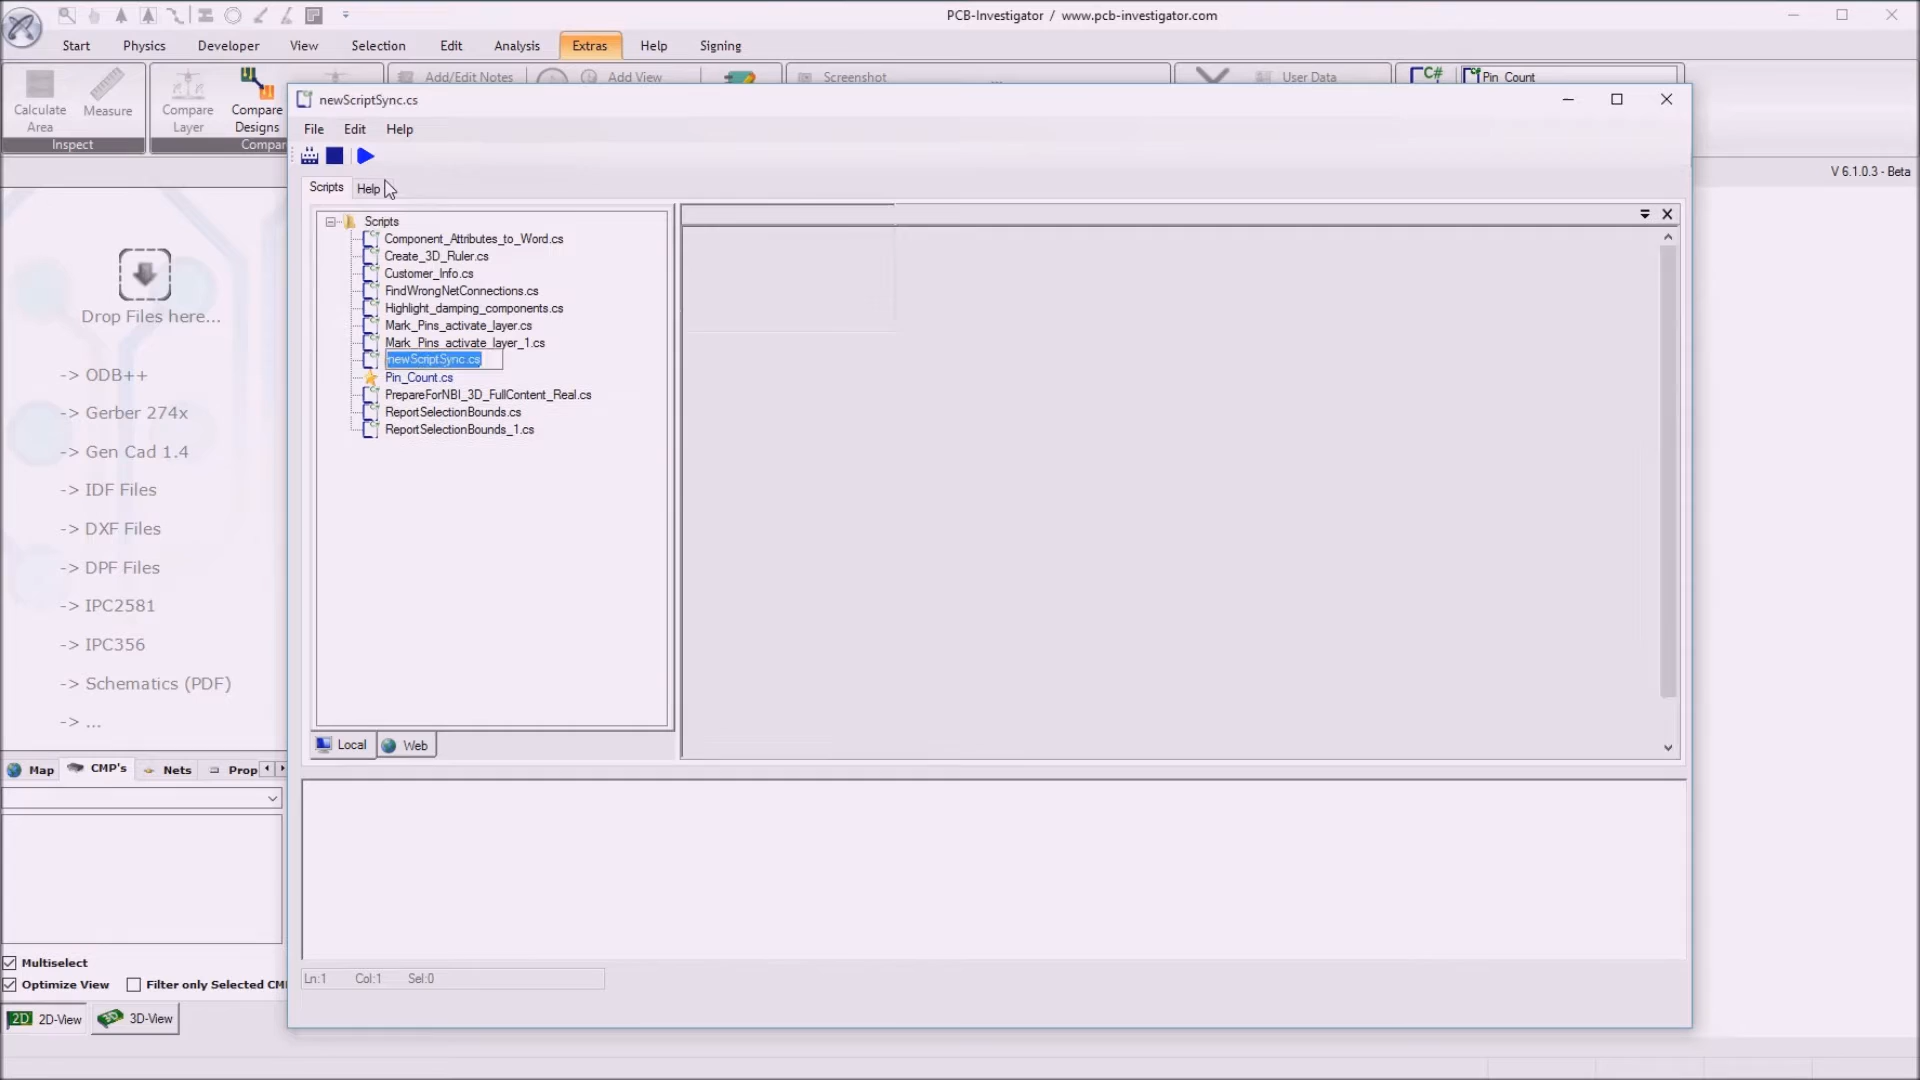 PCB-Investigator / www.pcb-investigator.com
Start Physics Developer View Selection Edit Analysis Extras Help Signing
Add/Edit Notes Add View Screenshot ... User Data C# Pin_Count
Calculate Area
Measure
Compare Layer
Compare Designs
Inspect
Compar
newScriptSync.cs
File Edit Help
V 6.1.0.3 - Beta
Scripts Help
Scripts
Component_Attributes_to_Word.cs
Create_3D_Ruler.cs
Customer_Info.cs
FindWrongNetConnections.cs
Highlight_damping_components.cs
Mark_Pins_activate_layer.cs
Mark_Pins_activate_layer_1.cs
newScriptSync.cs
Pin_Count.cs
PrepareForNBI_3D_FullContent_Real.cs
ReportSelectionBounds.cs
ReportSelectionBounds_1.cs
Local Web
Drop Files here...
-> ODB++
-> Gerber 274x
-> Gen Cad 1.4
-> IDF Files
-> DXF Files
-> DPF Files
-> IPC2581
-> IPC356
-> Schematics (PDF)
-> ...
Map CMP's Nets Prop
Multiselect
Optimize View Filter only Selected CM
2D 2D-View 3D 3D-View
Ln:1 Col:1 Sel:0